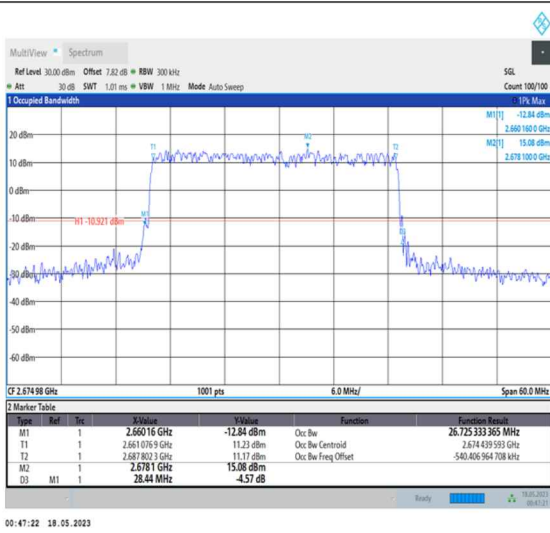 MultiView Spectrum
Ref Level 30.00 dBm Offset 7.82 dB RBW 300 kHz SGL
Att 30 dB SWT 1.01 ms VBW 1 MHz Mode Auto Sweep Count 100/100
1 Occupied Bandwidth 1Pk Max
M1[1] -12.84 dBm
2.660 160 0 GHz
M2[1] 15.08 dBm
2.678 100 0 GHz
20 dBm
M2
T1 T2
10 dBm
0 dBm
-10 dBm
H1 -10.921 dBm
M1
-20 dBm
-30 dBm
-40 dBm
-50 dBm
-60 dBm
CF 2.674 98 GHz 1001 pts 6.0 MHz/ Span 60.0 MHz
2 Marker Table
Type Ref Trc X-Value Y-Value Function Function Result
M1 1 2.660 16 GHz -12.84 dBm Occ Bw 26.725 333 365 MHz
T1 1 2.661 076 9 GHz 11.23 dBm Occ Bw Centroid 2.674 439 593 GHz
T2 1 2.687 802 3 GHz 11.17 dBm Occ Bw Freq Offset -540.406 964 708 kHz
M2 1 2.678 1 GHz 15.08 dBm
D3 M1 1 28.44 MHz -4.57 dB
Ready 18.05.2023
00:47:21
00:47:22 18.05.2023